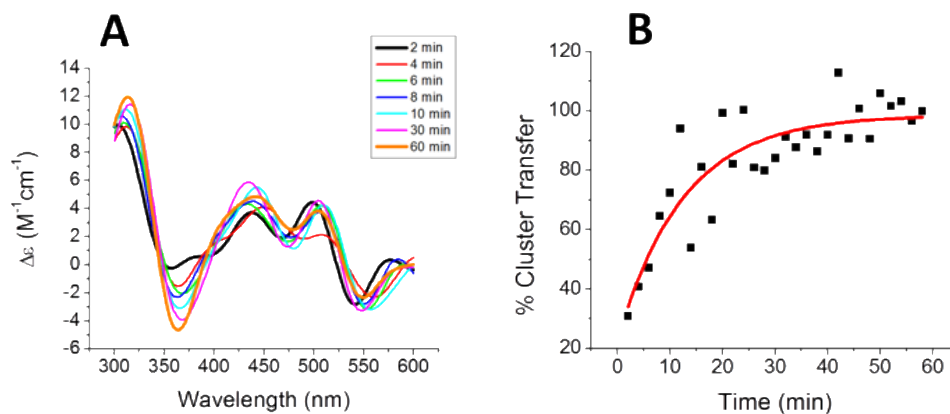 A
B
2 min
4 min
6 min
8 min
10 min
30 min
60 min
14
12
10
8
6
4
2
0
-2
-4
-6
Δε (M⁻¹cm⁻¹)
300 350 400 450 500 550 600
Wavelength (nm)
120
100
80
60
40
20
% Cluster Transfer
0 10 20 30 40 50 60
Time (min)